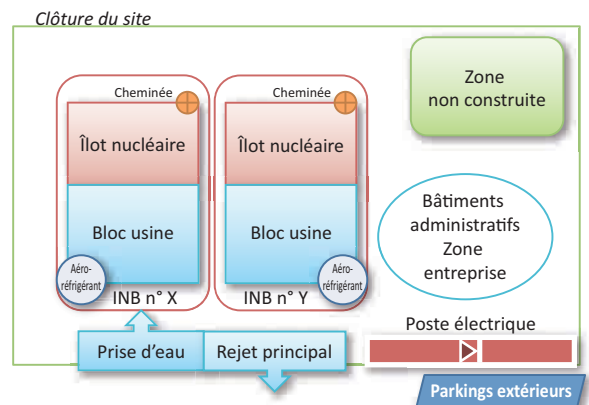 Clôture du site
Cheminée
Cheminée
Zone
non construite
Îlot nucléaire
Îlot nucléaire
Bloc usine
Bloc usine
Bâtiments
administratifs
Zone
entreprise
Aéro-
réfrigérant
Aéro-
réfrigérant
INB n° X
INB n° Y
Poste électrique
Prise d'eau
Rejet principal
Parkings extérieurs